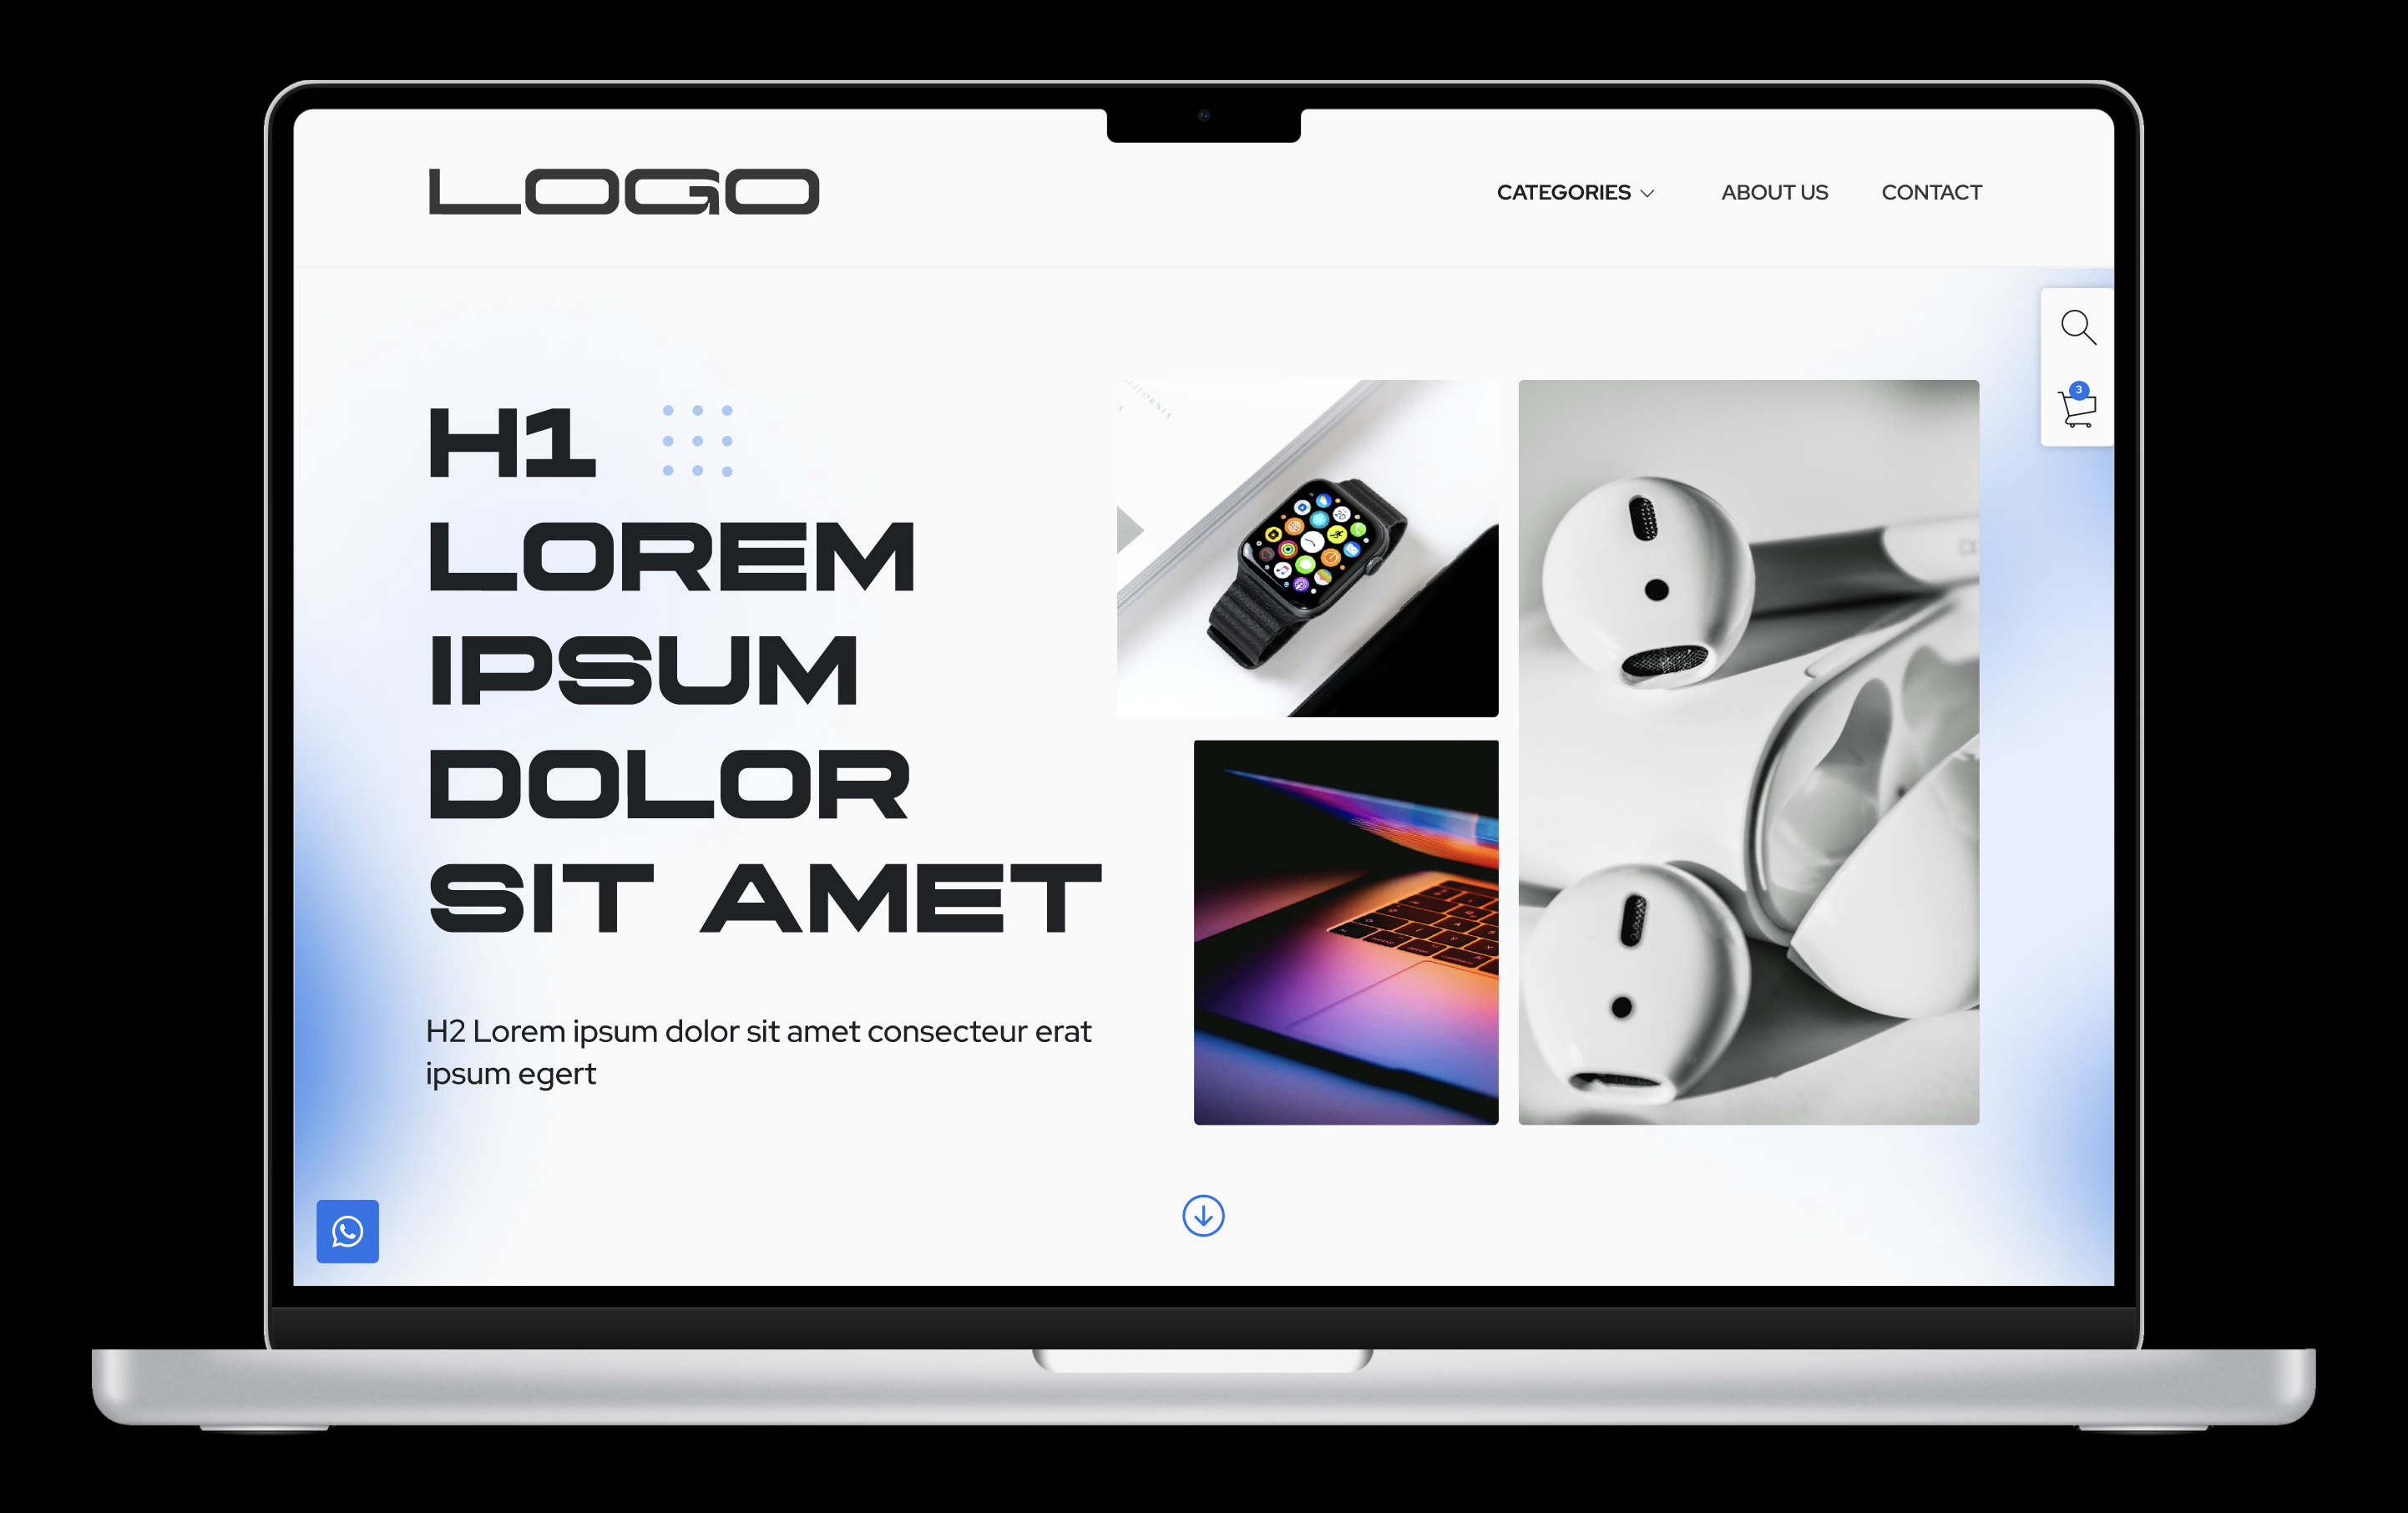 LOGO
CATEGORIES
ABOUT US
CONTACT
3
H1
LOREM
IPSUM
DOLOR
SIT AMET
H2 Lorem ipsum dolor sit amet consecteur erat
ipsum egert